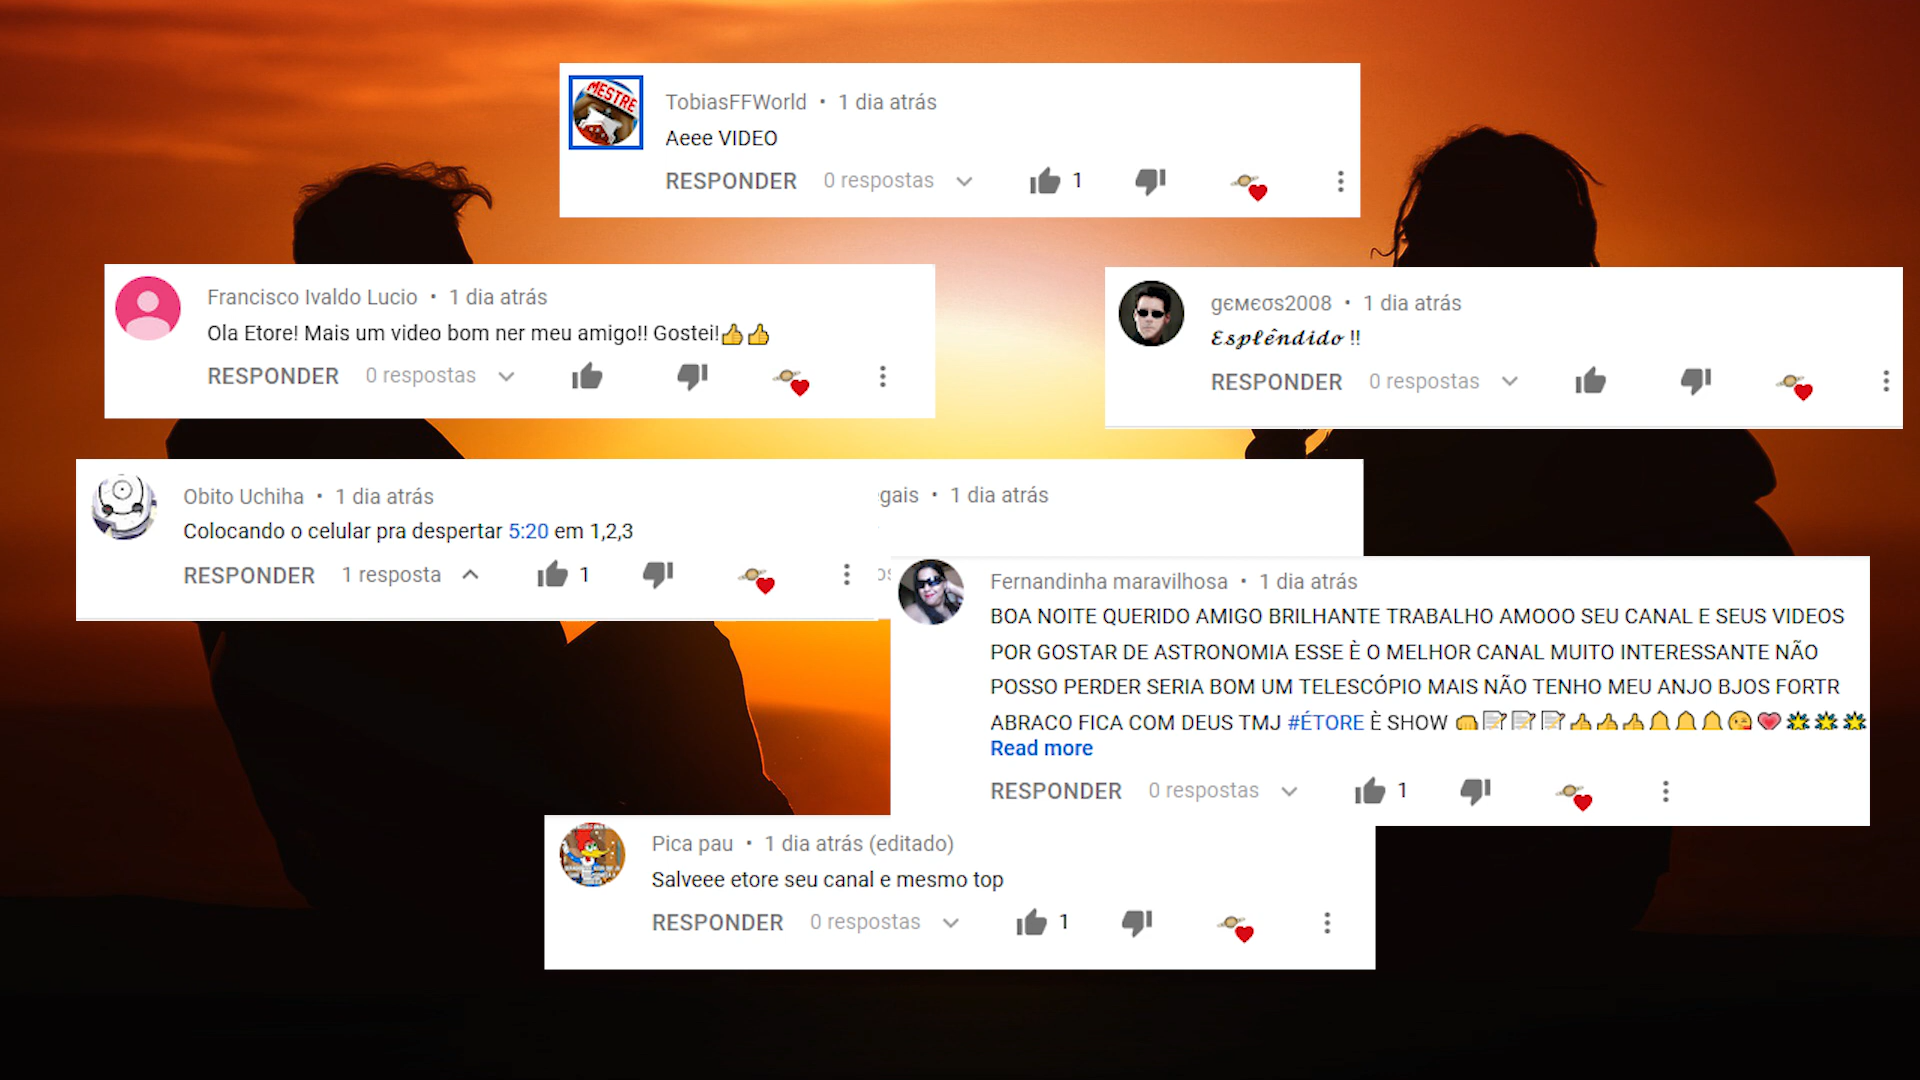 MESTRE
TobiasFFWorld • 1 dia atrás
Aeee VIDEO
RESPONDER 0 respostas 1
Francisco Ivaldo Lucio • 1 dia atrás
Ola Etore! Mais um video bom ner meu amigo!! Gostei!👍👍
RESPONDER 0 respostas
gємєσs2008 • 1 dia atrás
𝓔𝓼𝓹𝓵ê𝓷𝓭𝓲𝓭𝓸 !!
RESPONDER 0 respostas
Obito Uchiha • 1 dia atrás
Colocando o celular pra despertar 5:20 em 1,2,3
RESPONDER 1 resposta 1
egais • 1 dia atrás
Fernandinha maravilhosa • 1 dia atrás
BOA NOITE QUERIDO AMIGO BRILHANTE TRABALHO AMOOO SEU CANAL E SEUS VIDEOS
POR GOSTAR DE ASTRONOMIA ESSE È O MELHOR CANAL MUITO INTERESSANTE NÃO
POSSO PERDER SERIA BOM UM TELESCÓPIO MAIS NÃO TENHO MEU ANJO BJOS FORTR
ABRACO FICA COM DEUS TMJ #ÉTORE È SHOW 👊📝📝📝👍👍👍🔔🔔🔔😘💗🌟🌟🌟
Read more
RESPONDER 0 respostas 1
Pica pau • 1 dia atrás (editado)
Salveee etore seu canal e mesmo top
RESPONDER 0 respostas 1